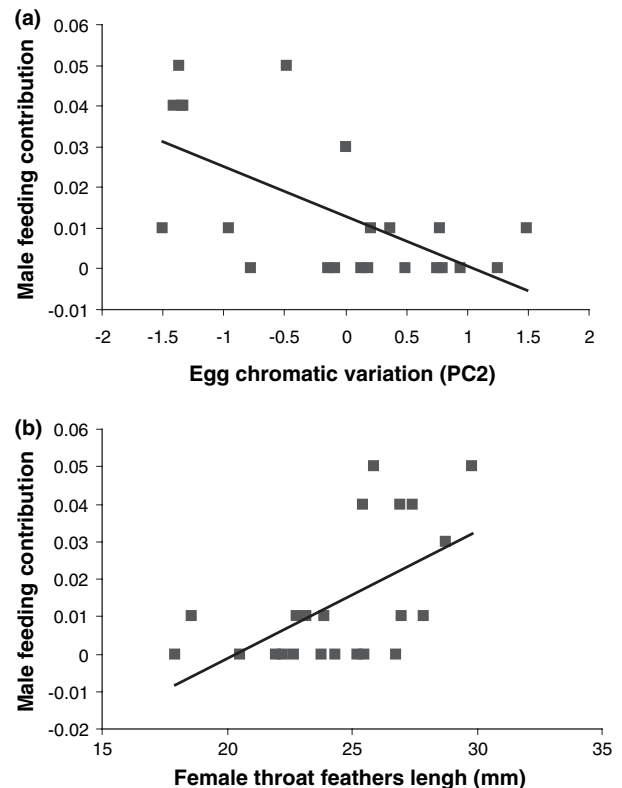 (a)
0.06
0.05
0.04
0.03
0.02
0.01
0
-0.01
Male feeding contribution
-2 -1.5 -1 -0.5 0 0.5 1 1.5 2
Egg chromatic variation (PC2)
(b)
0.06
0.05
0.04
0.03
0.02
0.01
0
-0.01
-0.02
Male feeding contribution
15 20 25 30 35
Female throat feathers lengh (mm)